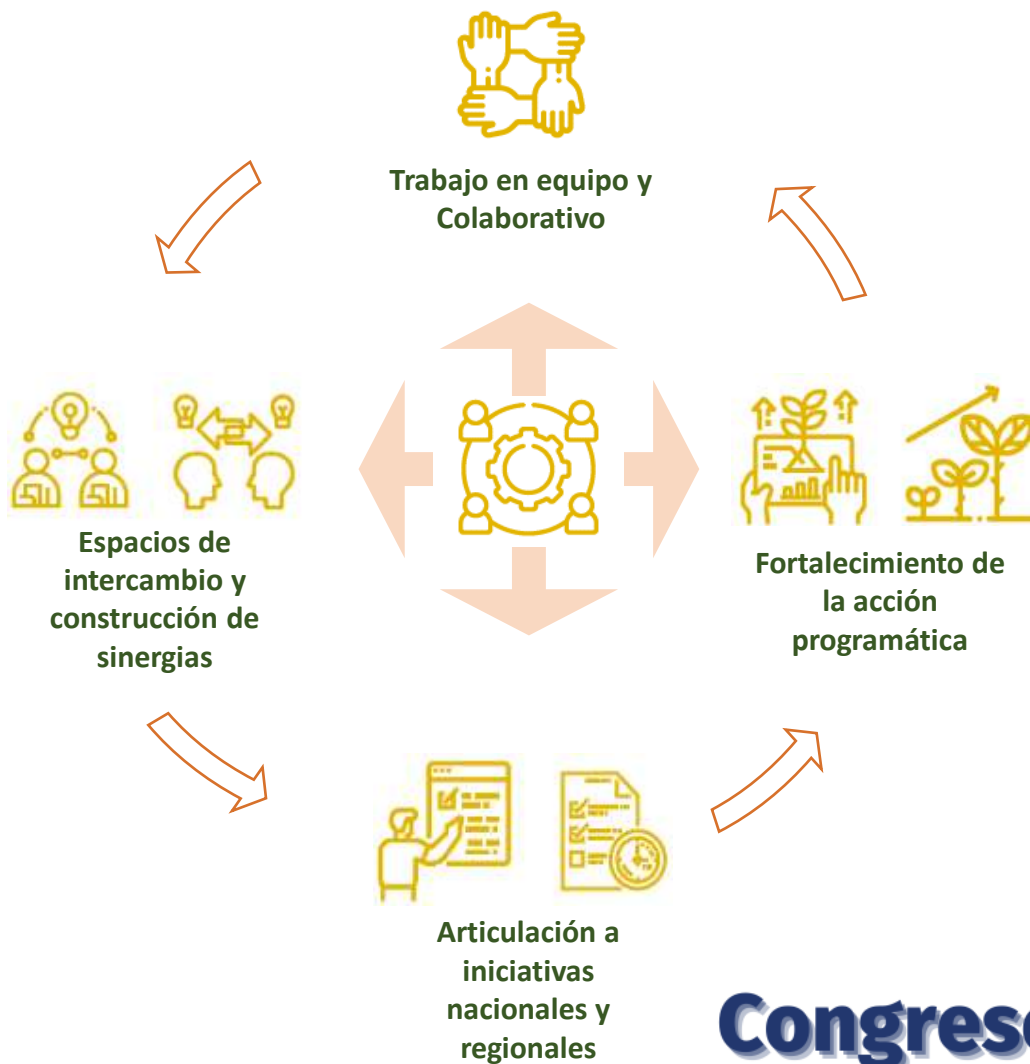 Trabajo en equipo y
Colaborativo
Espacios de
intercambio y
construcción de
sinergias
Fortalecimiento de
la acción
programática
Articulación a
iniciativas
nacionales y
regionales
Congreso